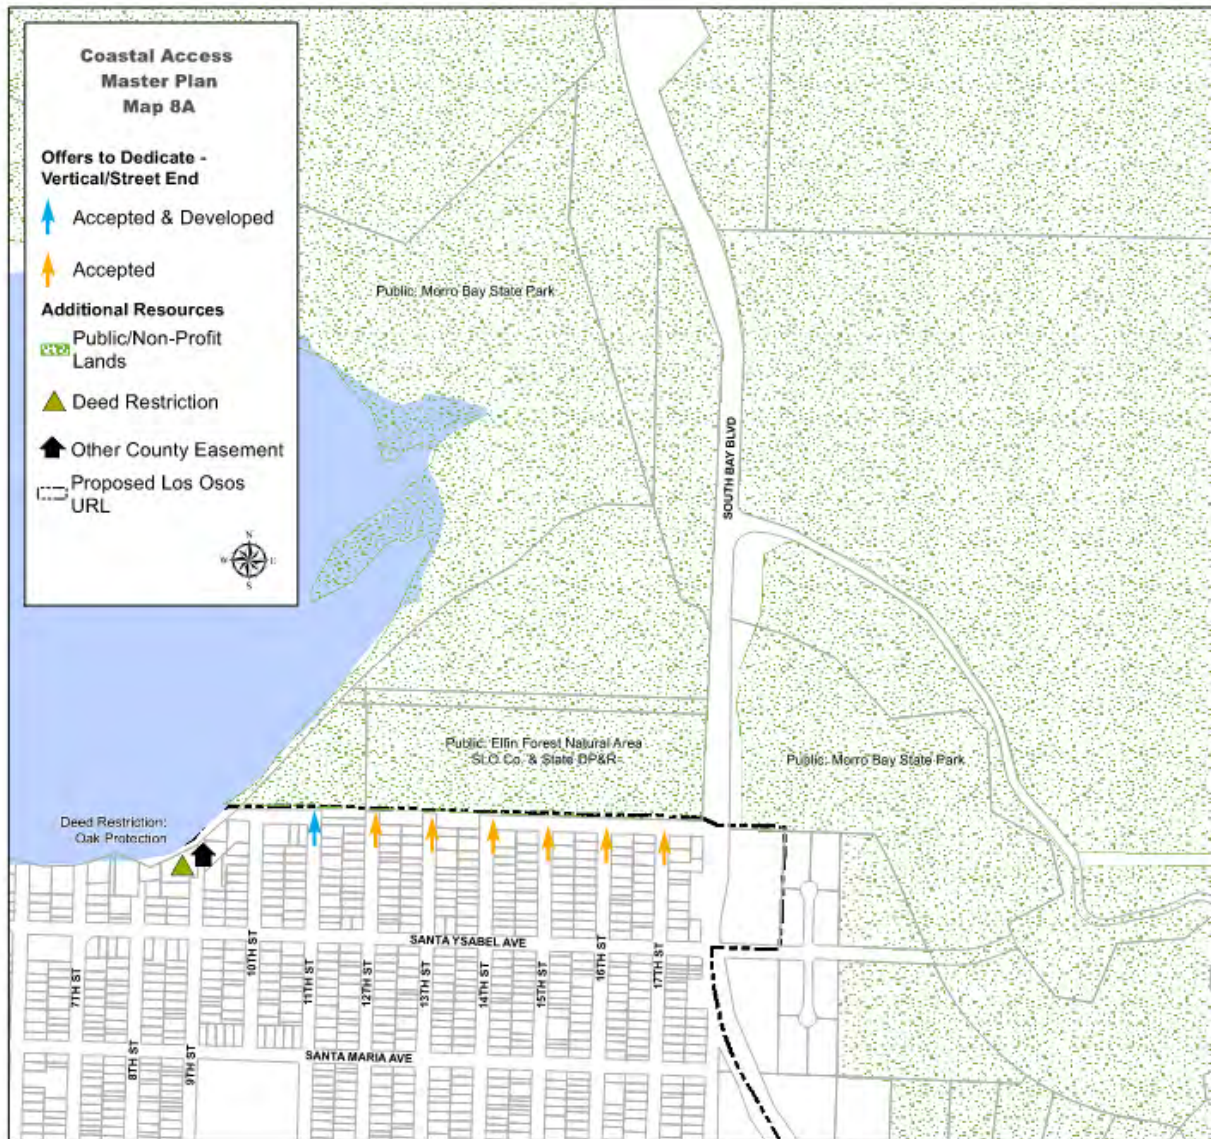 Coastal Access
Master Plan
Map 8A
Offers to Dedicate -
Vertical/Street End
Accepted & Developed
Accepted
Additional Resources
Public/Non-Profit
Lands
Deed Restriction
Other County Easement
Proposed Los Osos
URL
N
W
E
S
Public: Morro Bay State Park
SOUTH BAY BLVD
Public: Elfin Forest Natural Area
SLO Co. & State DP&R
Public: Morro Bay State Park
Deed Restriction:
Oak Protection
SANTA YSABEL AVE
7TH ST
8TH ST
9TH ST
10TH ST
11TH ST
12TH ST
13TH ST
14TH ST
15TH ST
16TH ST
17TH ST
SANTA MARIA AVE